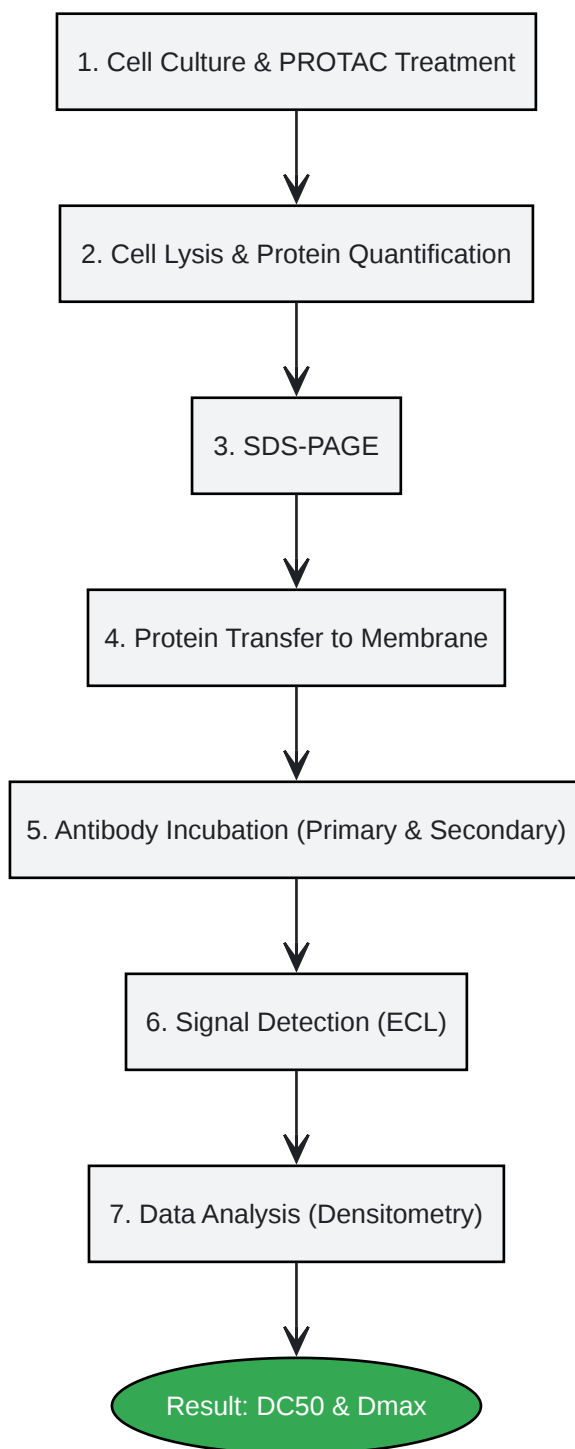 1. Cell Culture & PROTAC Treatment
2. Cell Lysis & Protein Quantification
3. SDS-PAGE
4. Protein Transfer to Membrane
5. Antibody Incubation (Primary & Secondary)
6. Signal Detection (ECL)
7. Data Analysis (Densitometry)
Result: DC50 & Dmax